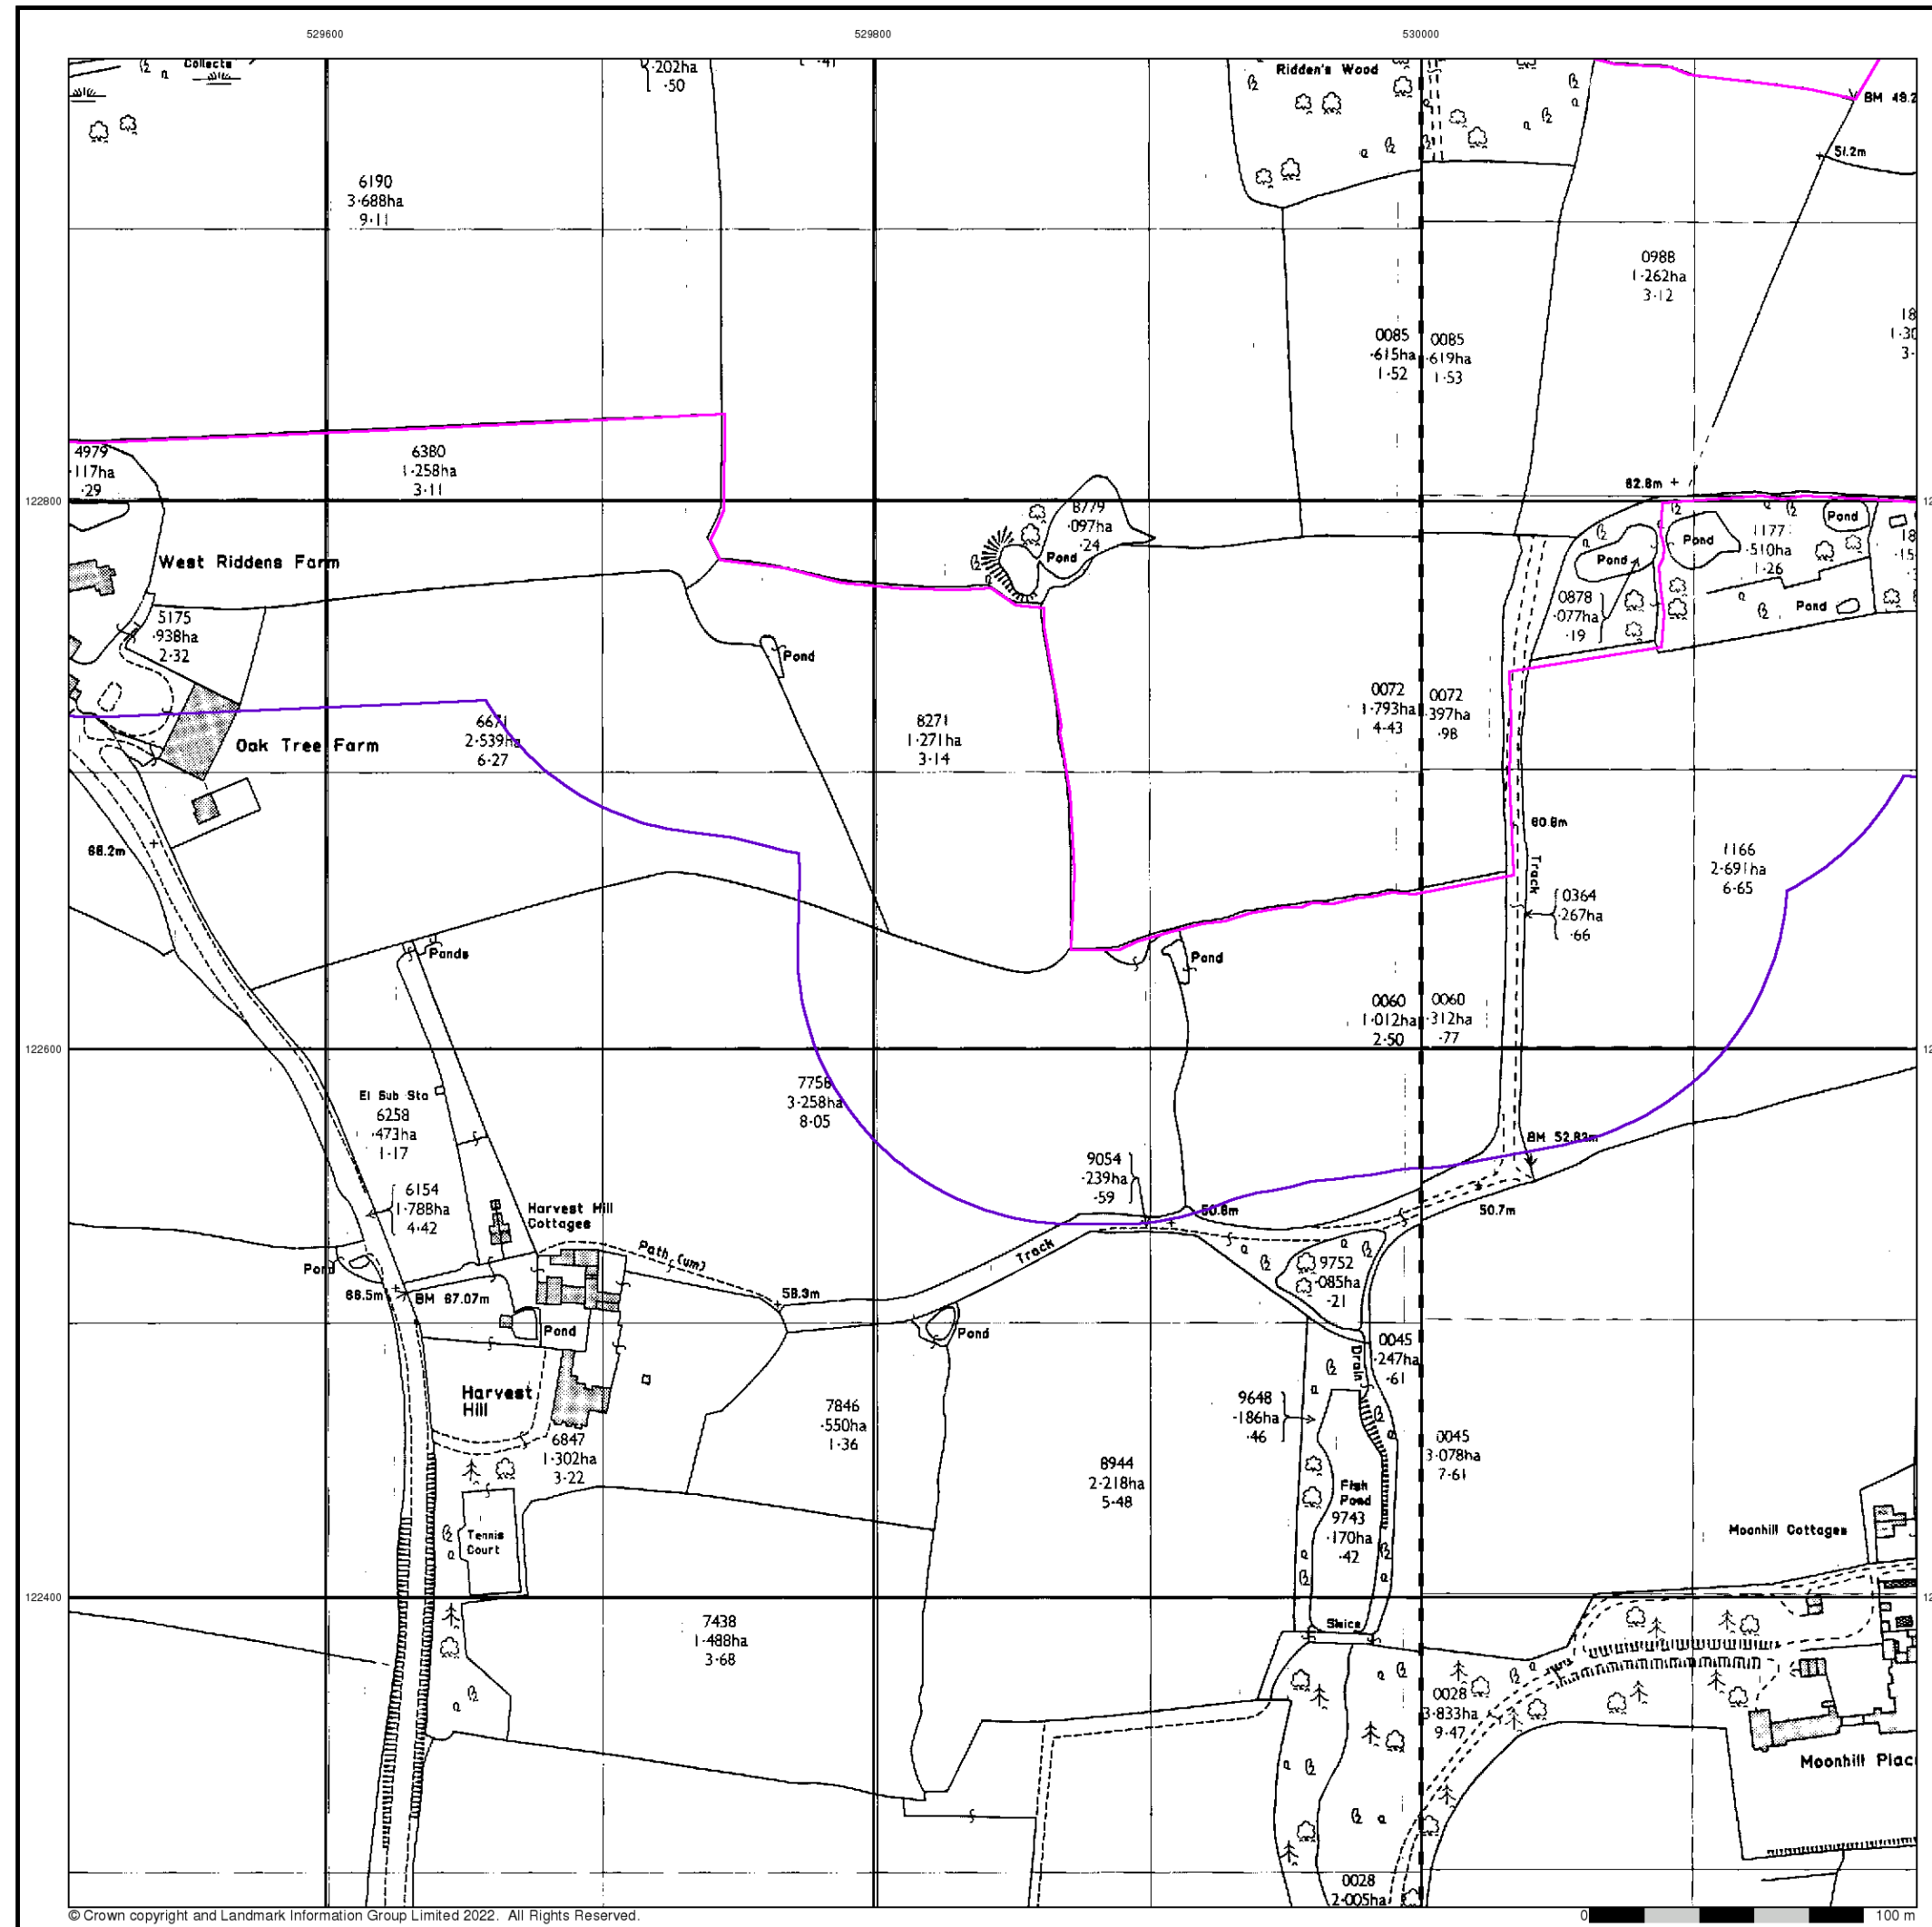 529600
529800
530000
Collects
·202ha
·50
·41
Ridden's Wood
BM 49.2
51.2m
6190
3·688ha
9·11
0988
1·262ha
3·12
18
1·30
3·
0085
·615ha
1·52
0085
·619ha
1·53
4979
·117ha
·29
6380
1·258ha
3·11
122800
62.8m
8779
·097ha
·24
Pond
Pond
Pond
Pond
1177
·510ha
1·26
18
·15
West Riddens Farm
0878
·077ha
·19
Pond
5175
·938ha
2·32
Pond
6671
2·539ha
6·27
8271
1·271ha
3·14
0072
1·793ha
4·43
0072
·397ha
·98
Oak Tree Farm
60.8m
68.2m
Track
1166
2·691ha
6·65
0364
·267ha
·66
Ponds
Pond
0060
1·012ha
2·50
0060
·312ha
·77
122600
El Sub Sta
6258
·473ha
1·17
7758
3·258ha
8·05
BM 52.82m
9054
·239ha
·59
6154
1·788ha
4·42
Harvest Hill
Cottages
50.8m
50.7m
Path (um)
Track
Pond
9752
·085ha
·21
66.5m
BM 67.07m
58.3m
Pond
Pond
0045
·247ha
·61
Drain
Harvest
Hill
7846
·550ha
1·36
9648
·186ha
·46
6847
1·302ha
3·22
0045
3·078ha
7·61
8944
2·218ha
5·48
Fish
Pond
9743
·170ha
·42
Tennis
Court
Moonhill Cottages
122400
Sluice
7438
1·488ha
3·68
0028
3·833ha
9·47
Moonhill Plac
0028
2·005ha
© Crown copyright and Landmark Information Group Limited 2022. All Rights Reserved.
0
100 m